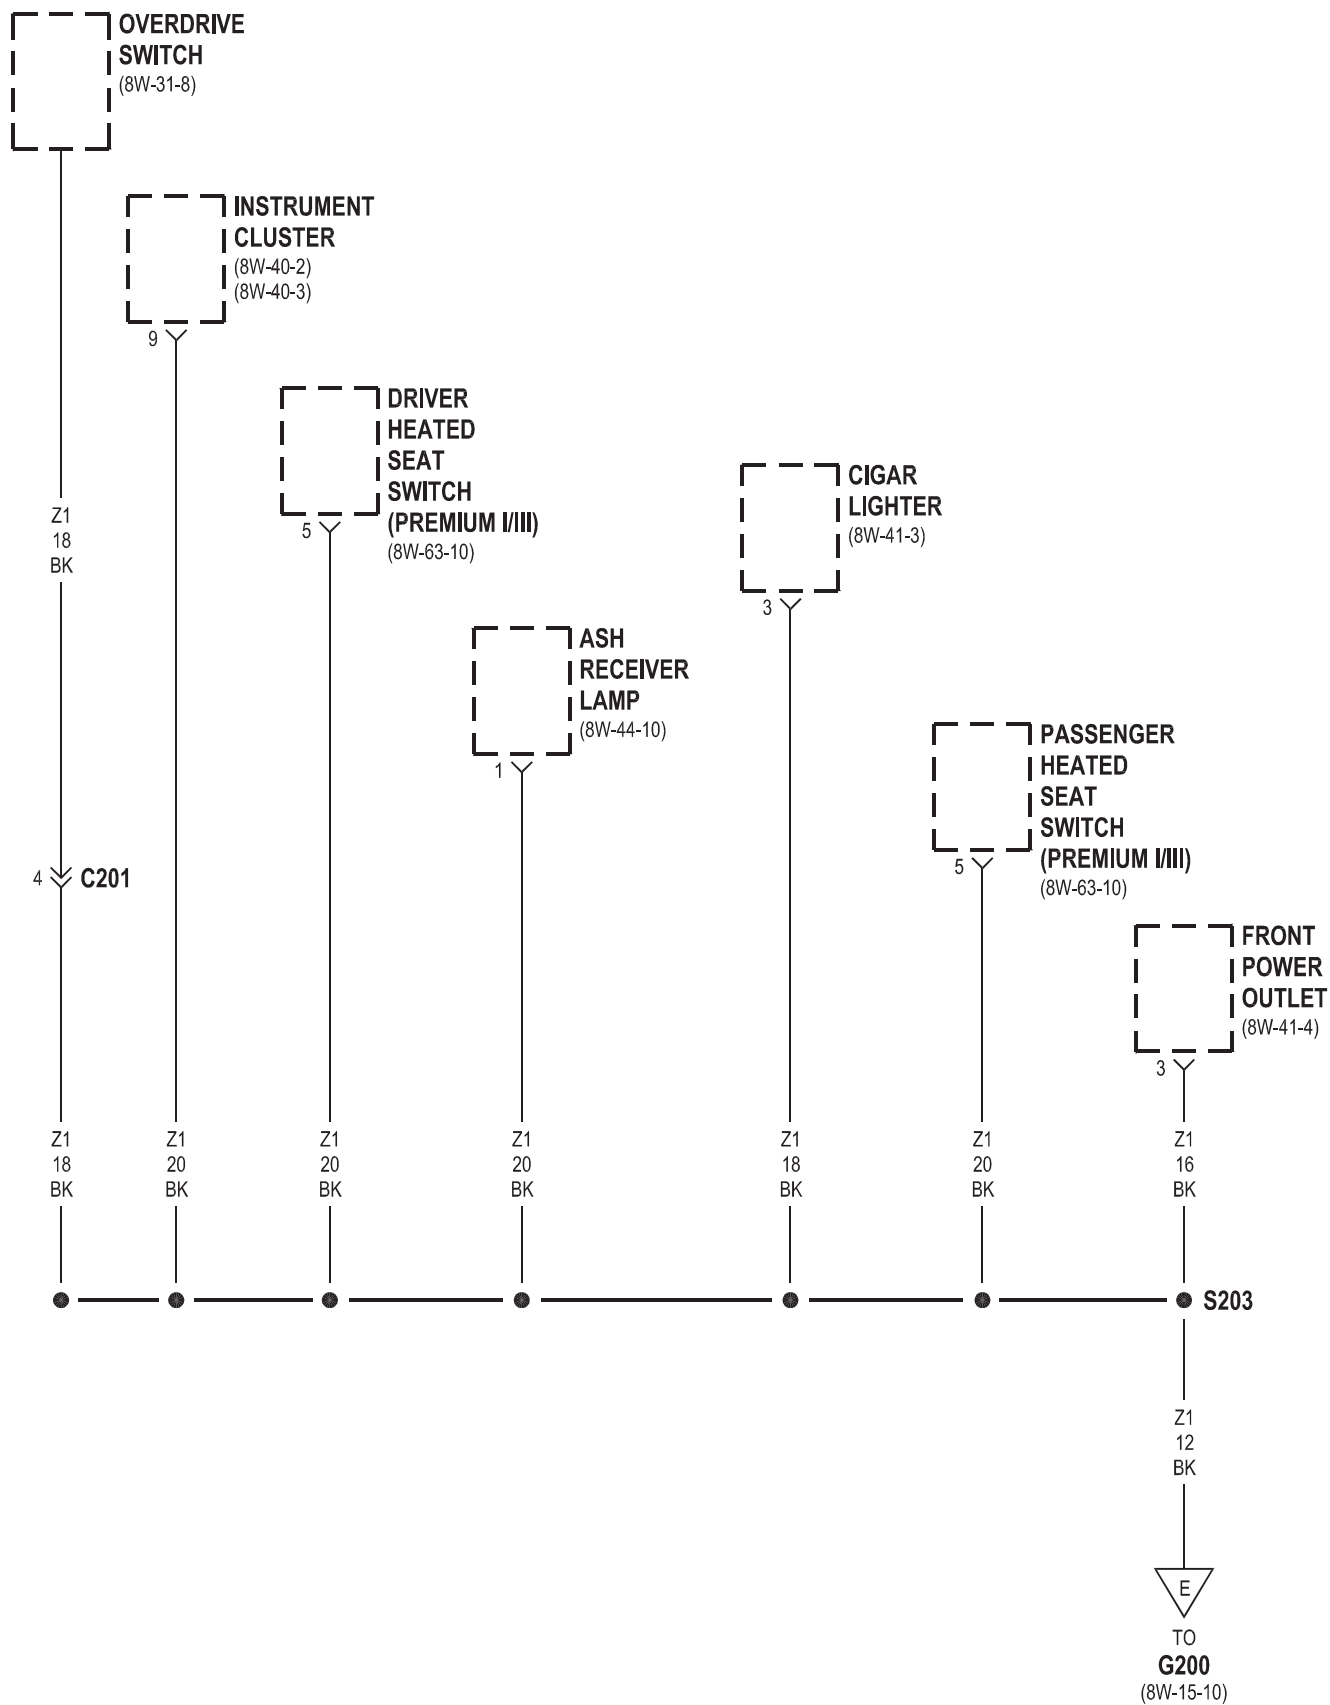 OVERDRIVE
SWITCH
(8W-31-8)
INSTRUMENT
CLUSTER
(8W-40-2)
(8W-40-3)
9
DRIVER
HEATED
SEAT
SWITCH
(PREMIUM I/III)
(8W-63-10)
5
CIGAR
LIGHTER
(8W-41-3)
3
Z1
18
BK
ASH
RECEIVER
LAMP
(8W-44-10)
1
PASSENGER
HEATED
SEAT
SWITCH
(PREMIUM I/III)
(8W-63-10)
5
4
C201
FRONT
POWER
OUTLET
(8W-41-4)
3
Z1
18
BK
Z1
20
BK
Z1
20
BK
Z1
20
BK
Z1
18
BK
Z1
20
BK
Z1
16
BK
S203
Z1
12
BK
E
TO
G200
(8W-15-10)